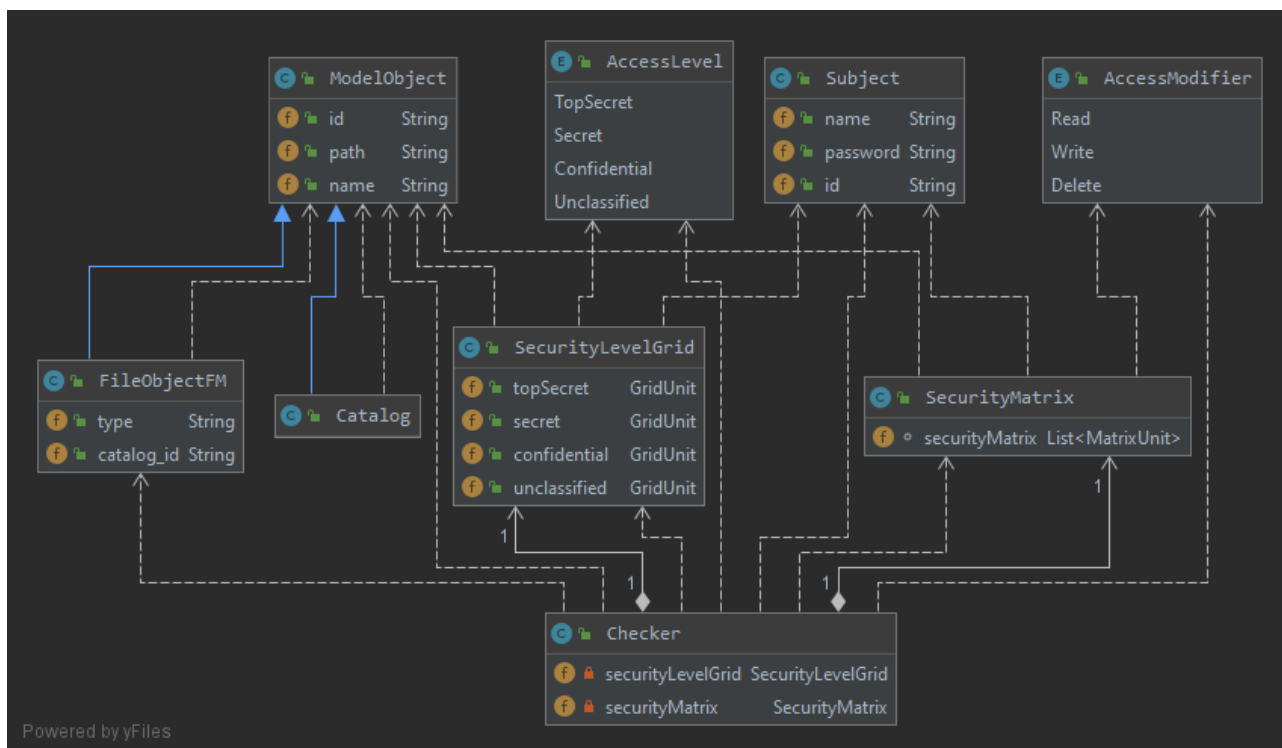 ModelObject
id String
path String
name String
AccessLevel
TopSecret
Secret
Confidential
Unclassified
Subject
name String
password String
id String
AccessModifier
Read
Write
Delete
FileObjectFM
type String
catalog_id String
Catalog
SecurityLevelGrid
topSecret GridUnit
secret GridUnit
confidential GridUnit
unclassified GridUnit
SecurityMatrix
securityMatrix List<MatrixUnit>
1
1
1
1
Checker
securityLevelGrid SecurityLevelGrid
securityMatrix SecurityMatrix
Powered by yFiles